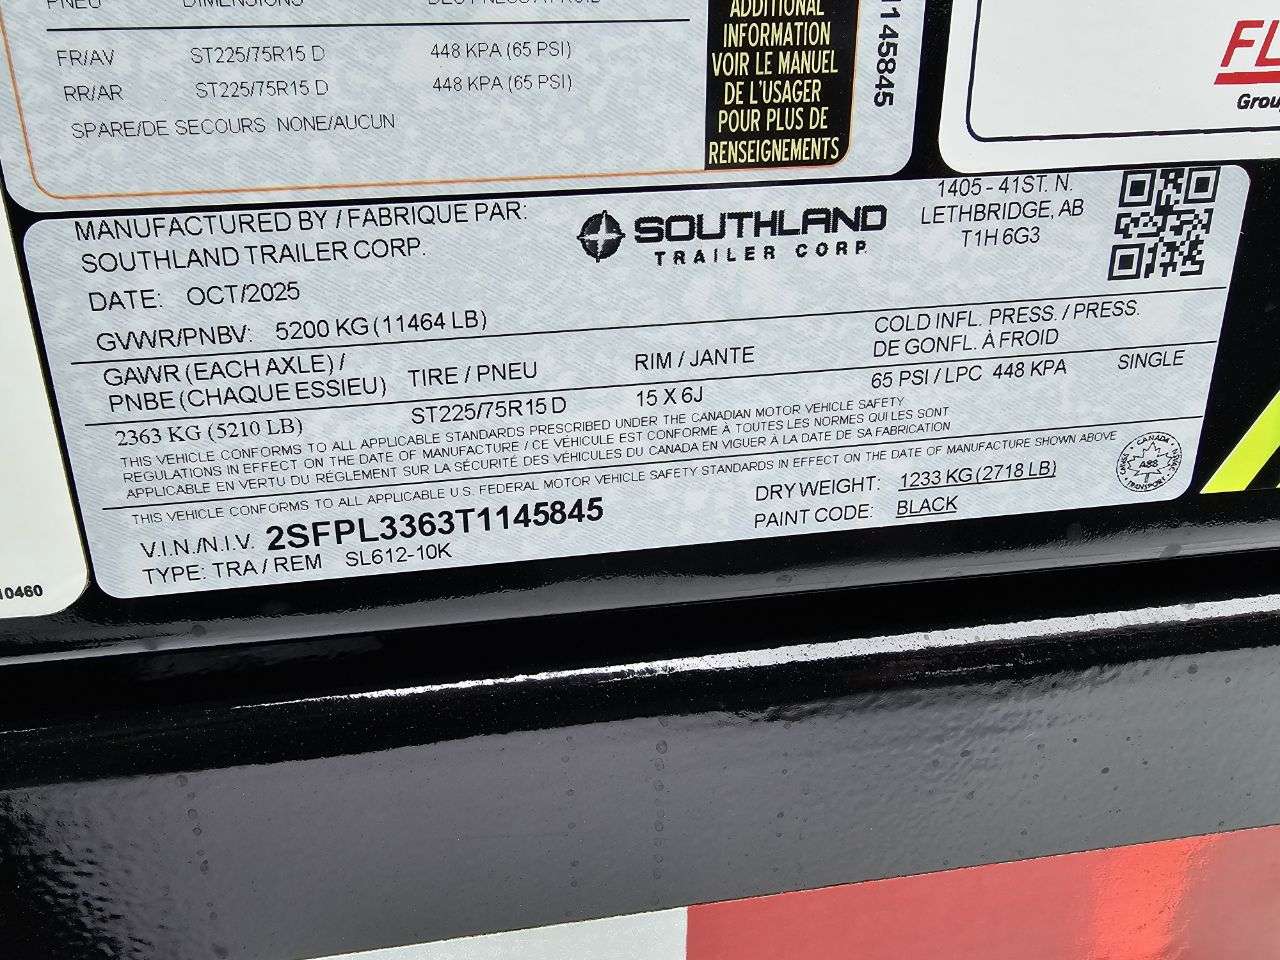 PNEU DIMENSIONS
FR/AV ST225/75R15 D 448 KPA (65 PSI)
RR/AR ST225/75R15 D 448 KPA (65 PSI)
SPARE/DE SECOURS NONE/AUCUN
ADDITIONAL
INFORMATION
VOIR LE MANUEL
DE L'USAGER
POUR PLUS DE
RENSEIGNEMENTS
1145845
FL
Grou
MANUFACTURED BY / FABRIQUE PAR:
SOUTHLAND TRAILER CORP.
DATE: OCT/2025
GVWR/PNBV: 5200 KG (11464 LB)
SOUTHLAND
TRAILER CORP
1405 - 41ST. N.
LETHBRIDGE, AB
T1H 6G3
GAWR (EACH AXLE) /
PNBE (CHAQUE ESSIEU) TIRE / PNEU RIM / JANTE COLD INFL. PRESS. / PRESS.
DE GONFL. À FROID
2363 KG (5210 LB) ST225/75R15 D 15 X 6J 65 PSI / LPC 448 KPA SINGLE
THIS VEHICLE CONFORMS TO ALL APPLICABLE STANDARDS PRESCRIBED UNDER THE CANADIAN MOTOR VEHICLE SAFETY
REGULATIONS IN EFFECT ON THE DATE OF MANUFACTURE / CE VÉHICULE EST CONFORME À TOUTES LES NORMES QUI LES SONT
APPLICABLE EN VERTU DU RÉGLEMENT SUR LA SÉCURITÉ DES VÉHICULES DU CANADA EN VIGUER À LA DATE DE SA FABRICATION
THIS VEHICLE CONFORMS TO ALL APPLICABLE U.S. FEDERAL MOTOR VEHICLE SAFETY STANDARDS IN EFFECT ON THE DATE OF MANUFACTURE SHOWN ABOVE
V.I.N./N.I.V. 2SFPL3363T1145845
TYPE: TRA / REM SL612-10K
DRY WEIGHT: 1233 KG (2718 LB)
PAINT CODE: BLACK
CANADA
TRANSPORT
10460